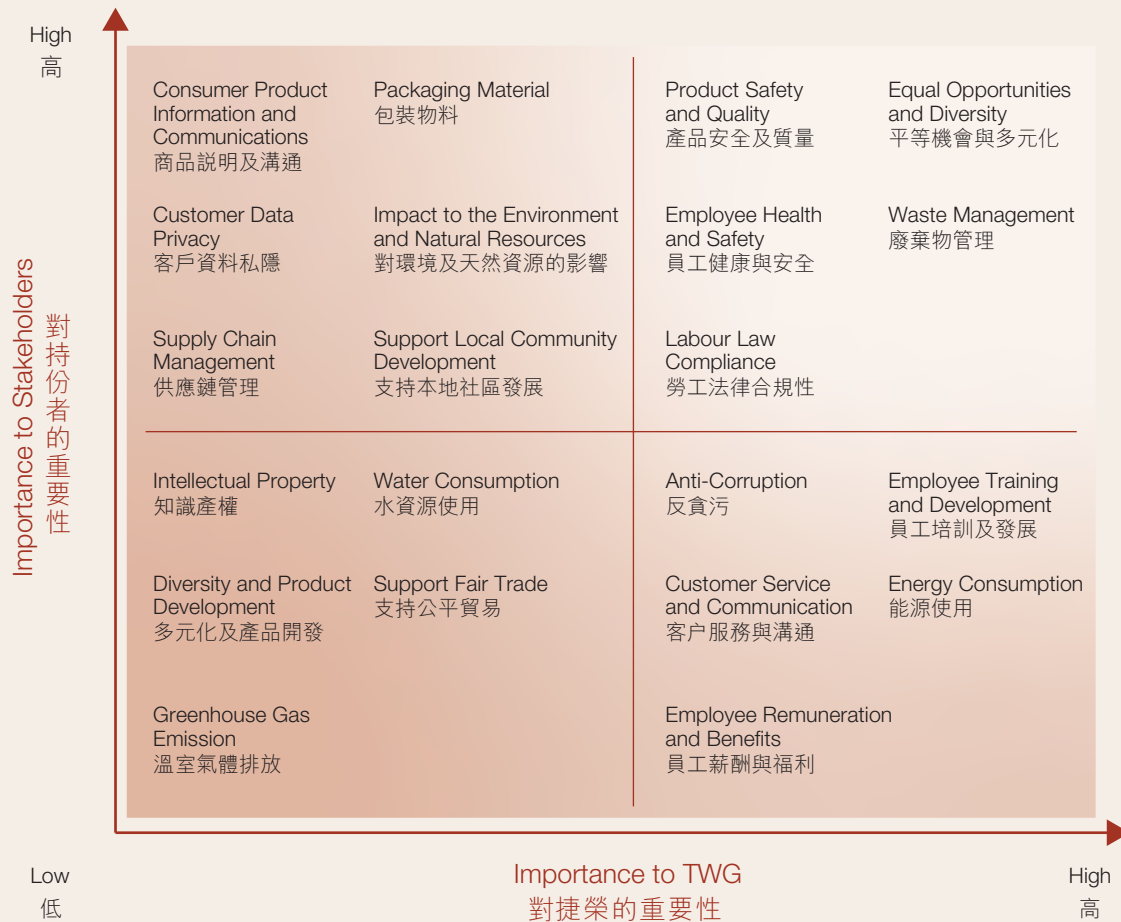 High
高
Consumer Product
Information and
Communications
商品説明及溝通
Packaging Material
包裝物料
Product Safety
and Quality
產品安全及質量
Equal Opportunities
and Diversity
平等機會與多元化
Customer Data
Privacy
客戶資料私隱
Impact to the Environment
and Natural Resources
對環境及天然資源的影響
Employee Health
and Safety
員工健康與安全
Waste Management
廢棄物管理
Supply Chain
Management
供應鏈管理
Support Local Community
Development
支持本地社區發展
Labour Law
Compliance
勞工法律合規性
Importance to Stakeholders
對持份者的重要性
Intellectual Property
知識產權
Water Consumption
水資源使用
Anti-Corruption
反貪污
Employee Training
and Development
員工培訓及發展
Diversity and Product
Development
多元化及產品開發
Support Fair Trade
支持公平貿易
Customer Service
and Communication
客户服務與溝通
Energy Consumption
能源使用
Greenhouse Gas
Emission
溫室氣體排放
Employee Remuneration
and Benefits
員工薪酬與福利
Low
低
Importance to TWG
對捷榮的重要性
High
高